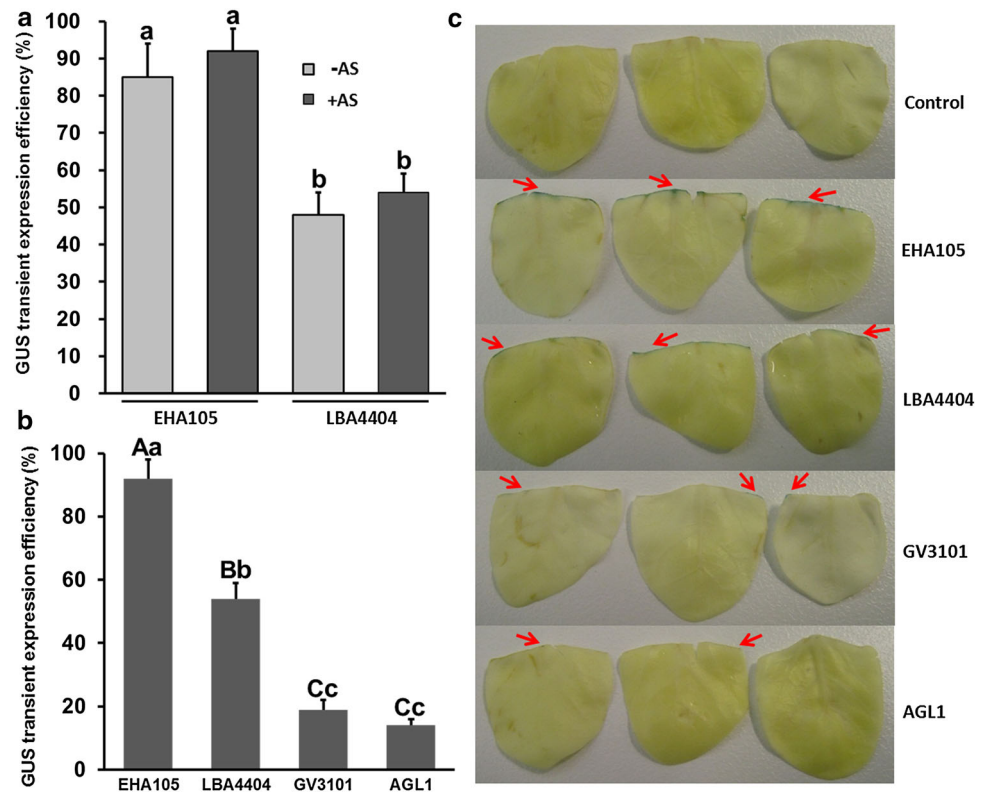 a
GUS transient expression efficiency (%)
100
90
80
70
60
50
40
30
20
10
0
a
a
b
b
-AS
+AS
EHA105
LBA4404
b
GUS transient expression efficiency (%)
100
80
60
40
20
0
Aa
Bb
Cc
Cc
EHA105
LBA4404
GV3101
AGL1
c
Control
EHA105
LBA4404
GV3101
AGL1